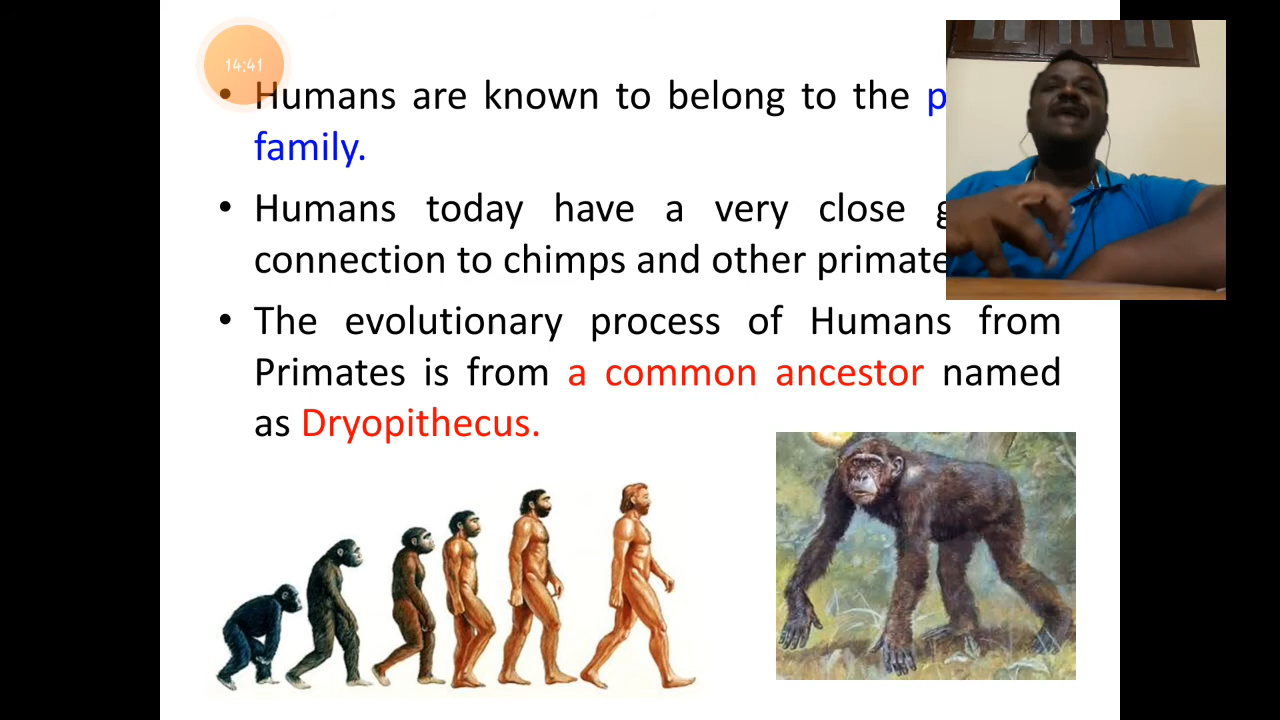 14:41
• Humans are known to belong to the
family.
• Humans today have a very close
connection to chimps and other
• The evolutionary process of Humans from
Primates is from a common ancestor named
as Dryopithecus.